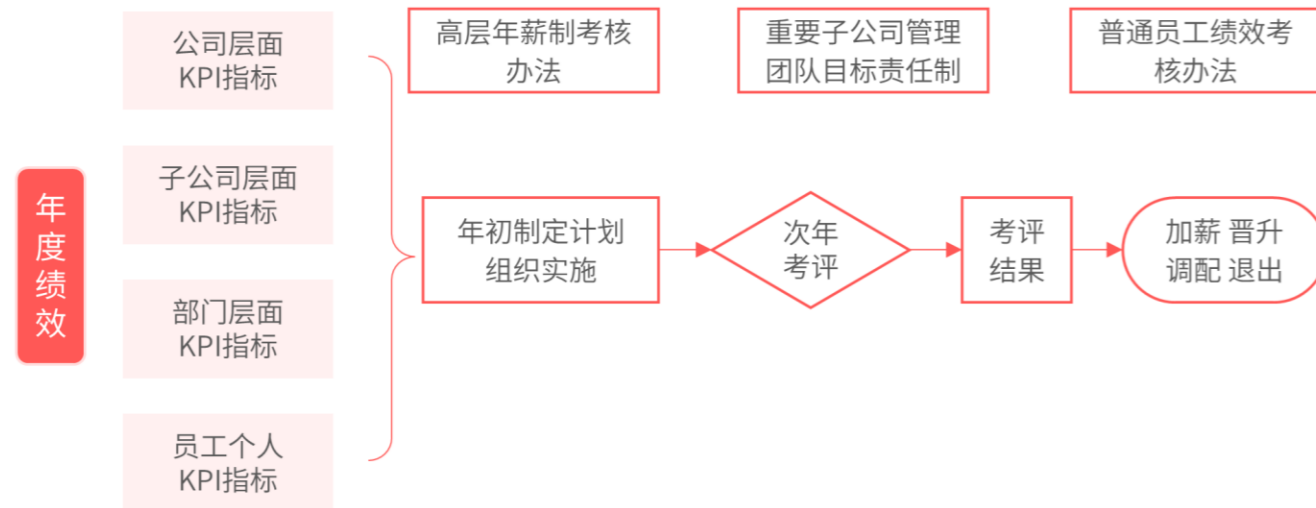 年度绩效
公司层面
KPI指标
子公司层面
KPI指标
部门层面
KPI指标
员工个人
KPI指标
高层年薪制考核
办法
重要子公司管理
团队目标责任制
普通员工绩效考
核办法
年初制定计划
组织实施
次年
考评
考评
结果
加薪 晋升
调配 退出